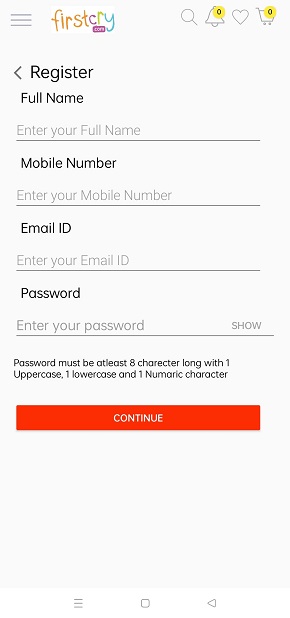 firstcry
.com
0
0
Register
Full Name
Enter your Full Name
Mobile Number
Enter your Mobile Number
Email ID
Enter your Email ID
Password
Enter your password SHOW
Password must be atleast 8 charecter long with 1
Uppercase, 1 lowercase and 1 Numaric character
CONTINUE